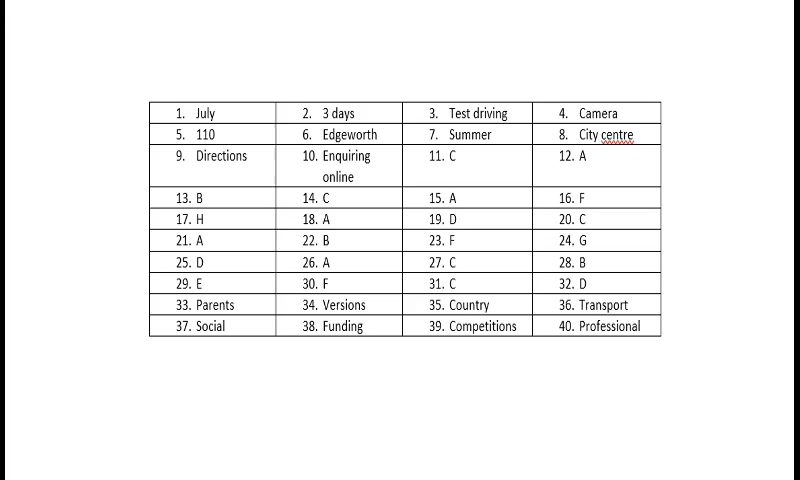 1. July 2. 3 days 3. Test driving 4. Camera
5. 110 6. Edgeworth 7. Summer 8. City centre
9. Directions 10. Enquiring 11. C 12. A
online
13. B 14. C 15. A 16. F
17. H 18. A 19. D 20. C
21. A 22. B 23. F 24. G
25. D 26. A 27. C 28. B
29. E 30. F 31. C 32. D
33. Parents 34. Versions 35. Country 36. Transport
37. Social 38. Funding 39. Competitions 40. Professional